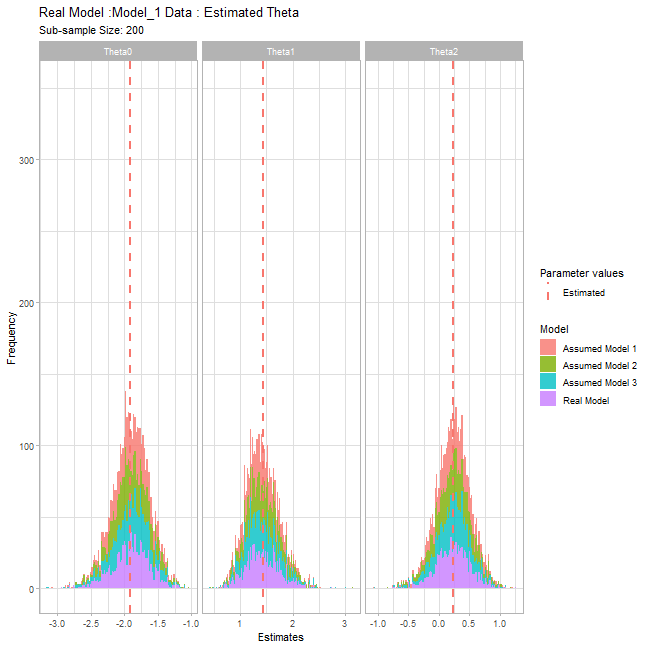 Real Model :Model_1 Data : Estimated Theta
Sub-sample Size: 200
Theta0 Theta1 Theta2
300
200
100
0
Frequency
-3.0 -2.5 -2.0 -1.5 -1.0 1 2 3 -1.0 -0.5 0.0 0.5 1.0
Estimates
Parameter values
Estimated
Model
Assumed Model 1
Assumed Model 2
Assumed Model 3
Real Model